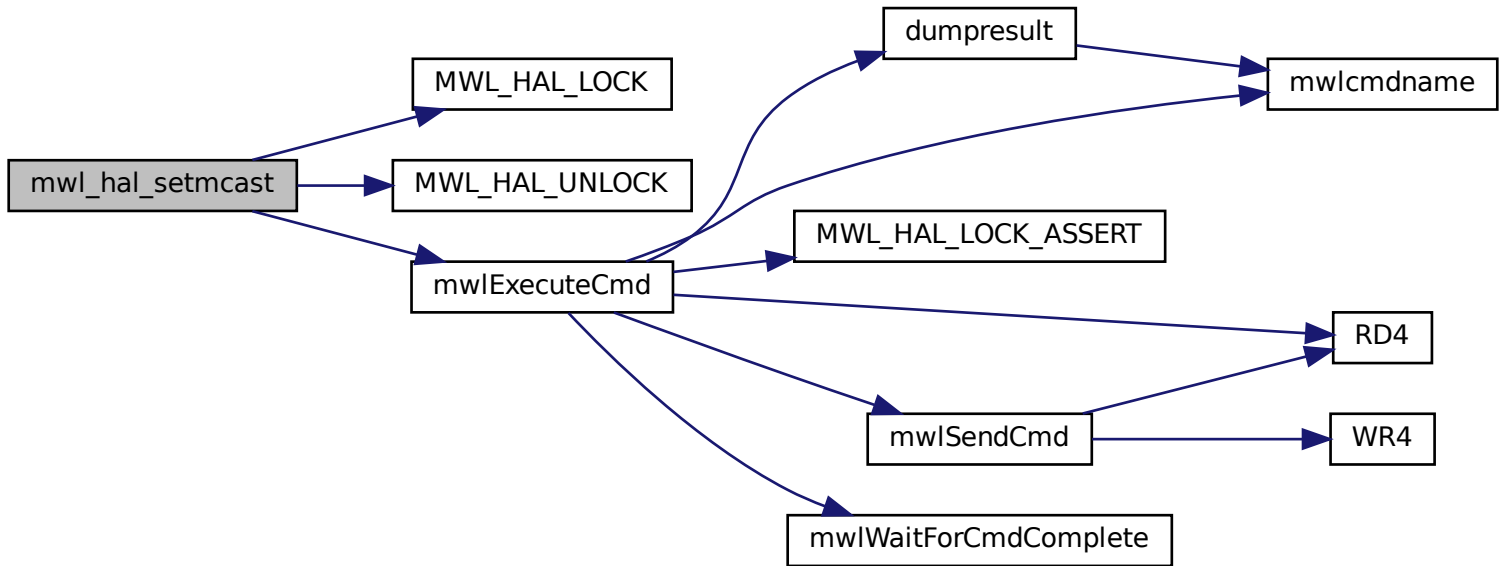 dumpresult
MWL_HAL_LOCK
mwlcmdname
mwl_hal_setmcast
MWL_HAL_UNLOCK
MWL_HAL_LOCK_ASSERT
mwlExecuteCmd
RD4
mwlSendCmd
WR4
mwlWaitForCmdComplete